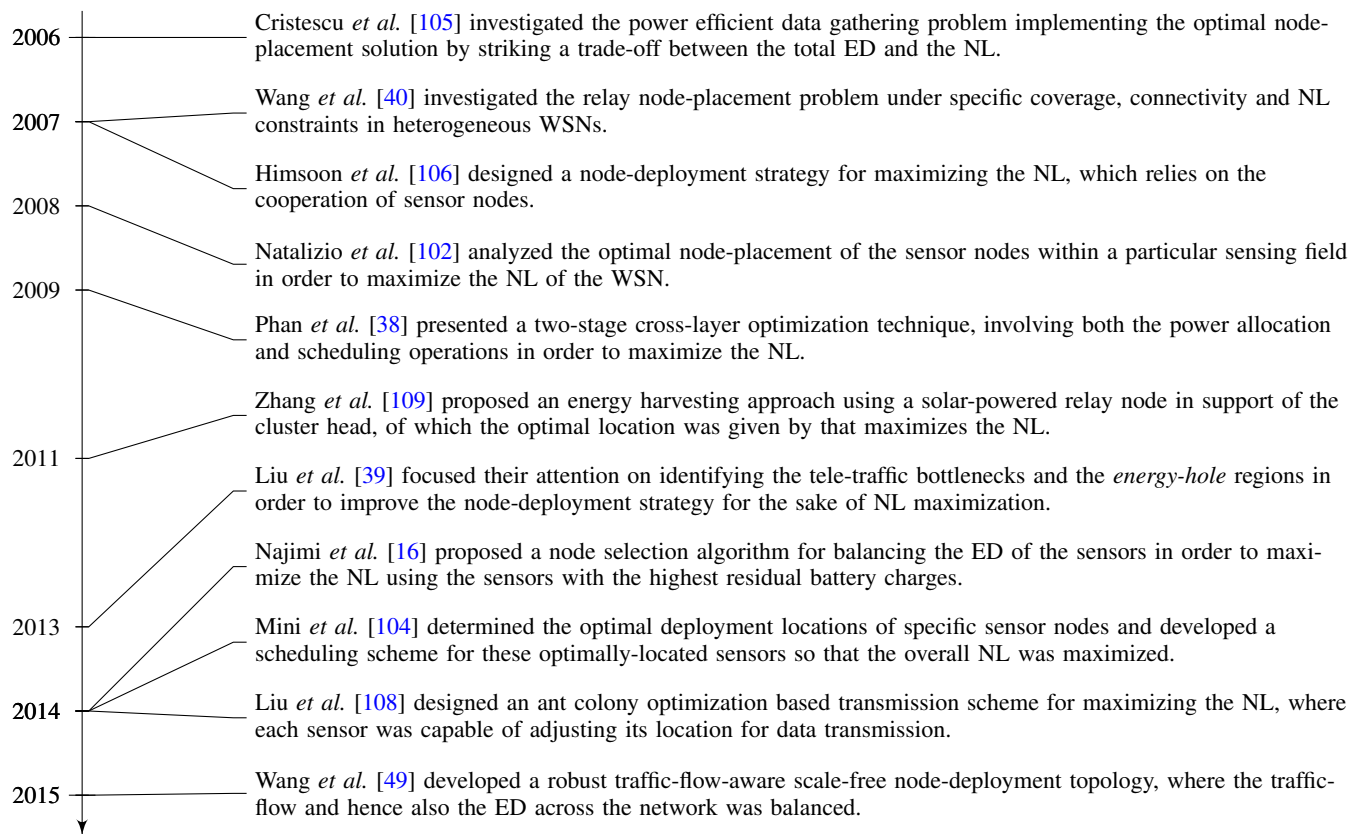 2006
Cristescu et al. [105] investigated the power efficient data gathering problem implementing the optimal node-
placement solution by striking a trade-off between the total ED and the NL.
Wang et al. [40] investigated the relay node-placement problem under specific coverage, connectivity and NL
2007
constraints in heterogeneous WSNs.
Himsoon et al. [106] designed a node-deployment strategy for maximizing the NL, which relies on the
cooperation of sensor nodes.
2008
Natalizio et al. [102] analyzed the optimal node-placement of the sensor nodes within a particular sensing field
in order to maximize the NL of the WSN.
2009
Phan et al. [38] presented a two-stage cross-layer optimization technique, involving both the power allocation
and scheduling operations in order to maximize the NL.
Zhang et al. [109] proposed an energy harvesting approach using a solar-powered relay node in support of the
cluster head, of which the optimal location was given by that maximizes the NL.
2011
Liu et al. [39] focused their attention on identifying the tele-traffic bottlenecks and the energy-hole regions in
order to improve the node-deployment strategy for the sake of NL maximization.
Najimi et al. [16] proposed a node selection algorithm for balancing the ED of the sensors in order to maxi-
mize the NL using the sensors with the highest residual battery charges.
2013
Mini et al. [104] determined the optimal deployment locations of specific sensor nodes and developed a
scheduling scheme for these optimally-located sensors so that the overall NL was maximized.
2014
Liu et al. [108] designed an ant colony optimization based transmission scheme for maximizing the NL, where
each sensor was capable of adjusting its location for data transmission.
2015
Wang et al. [49] developed a robust traffic-flow-aware scale-free node-deployment topology, where the traffic-
flow and hence also the ED across the network was balanced.